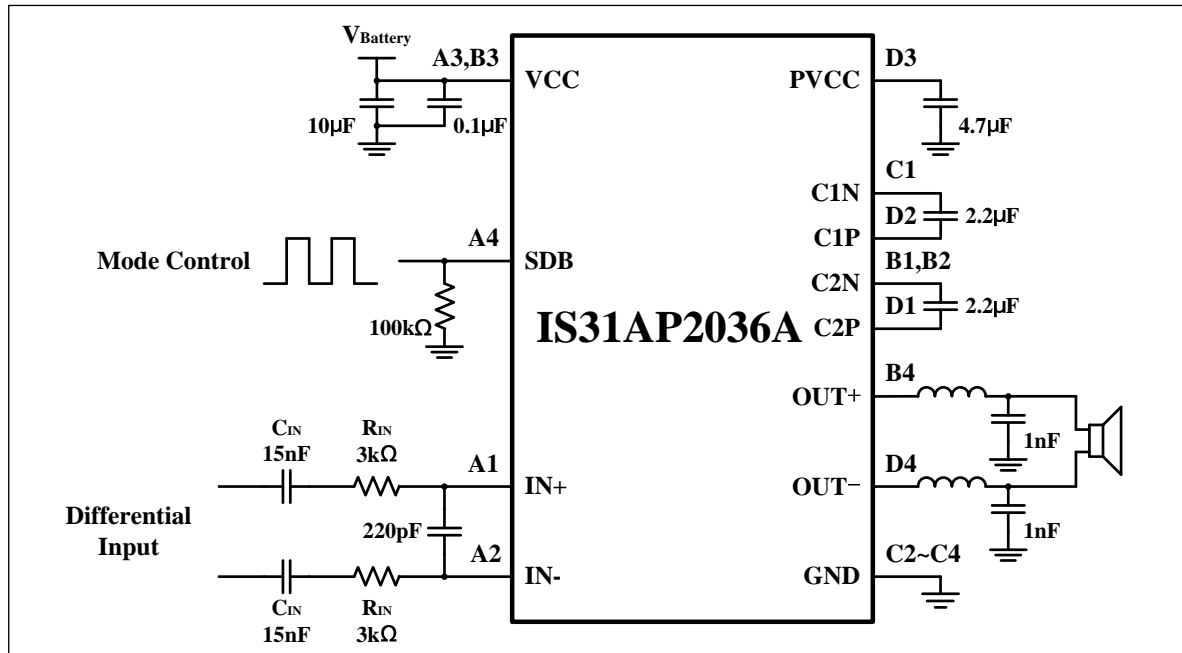 VBattery
A3,B3
VCC
10µF
0.1µF
Mode Control
A4
SDB
100kΩ
CIN
15nF
RIN
3kΩ
A1
IN+
Differential
Input
220pF
A2
IN-
CIN
15nF
RIN
3kΩ
IS31AP2036A
D3
PVCC
4.7µF
C1
C1N
D2
2.2µF
C1P
B1,B2
C2N
D1
2.2µF
C2P
B4
OUT+
1nF
D4
OUT−
1nF
C2~C4
GND